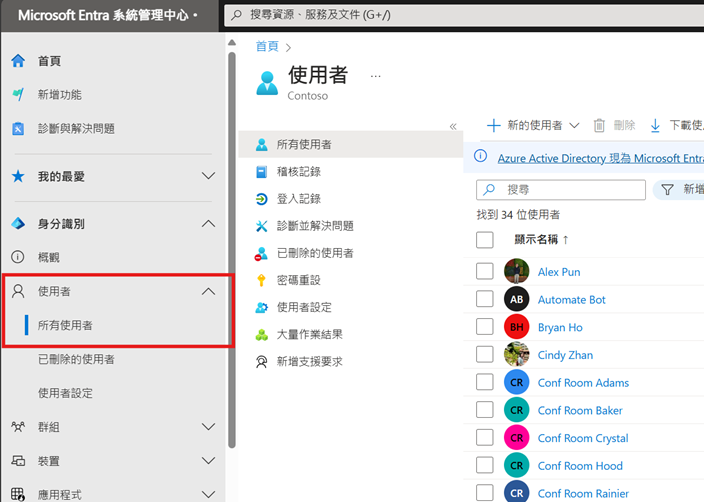 Microsoft Entra 系統管理中心
搜尋資源、服務及文件 (G+/)
首頁
新增功能
診斷與解決問題
我的最愛
身分識別
概觀
使用者
所有使用者
已刪除的使用者
使用者設定
群組
裝置
應用程式
首頁
使用者
Contoso
所有使用者
稽核記錄
登入記錄
診斷並解決問題
已刪除的使用者
密碼重設
使用者設定
大量作業結果
新增支援要求
新的使用者 刪除 下載使
Azure Active Directory 現為 Microsoft Entra
搜尋 新增
找到 34 位使用者
顯示名稱 ↑
Alex Pun
AB Automate Bot
BH Bryan Ho
Cindy Zhan
CR Conf Room Adams
CR Conf Room Baker
CR Conf Room Crystal
CR Conf Room Hood
CR Conf Room Rainier